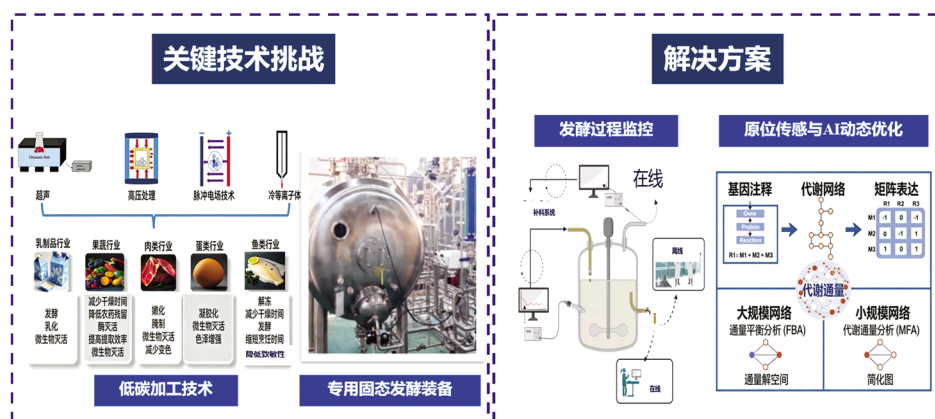 关键技术挑战
Ultrasonic Bath
超声
高压处理
脉冲电场技术
冷等离子体
乳制品行业
果蔬行业
肉类行业
蛋类行业
鱼类行业
发酵
乳化
微生物灭活
减少干燥时间
降低农药残留
酶灭活
提高提取效率
微生物灭活
嫩化
腌制
微生物灭活
减少变色
凝胶化
微生物灭活
色泽增强
解冻
减少干燥时间
发酵
缩短烹饪时间
降低致敏性
低碳加工技术
专用固态发酵装备
解决方案
发酵过程监控
在线
补料系统
离线
在线
原位传感与AI动态优化
基因注释
Gene
Protein
Reaction
R1= M1 + M2 + M3
代谢网络
矩阵表达
R1 R2 R3
M1 -1 0 -1
M2 0 -1 1
M3 1 0 1
代谢通量
大规模网络
通量平衡分析 (FBA)
通量解空间
小规模网络
代谢通量分析 (MFA)
简化图